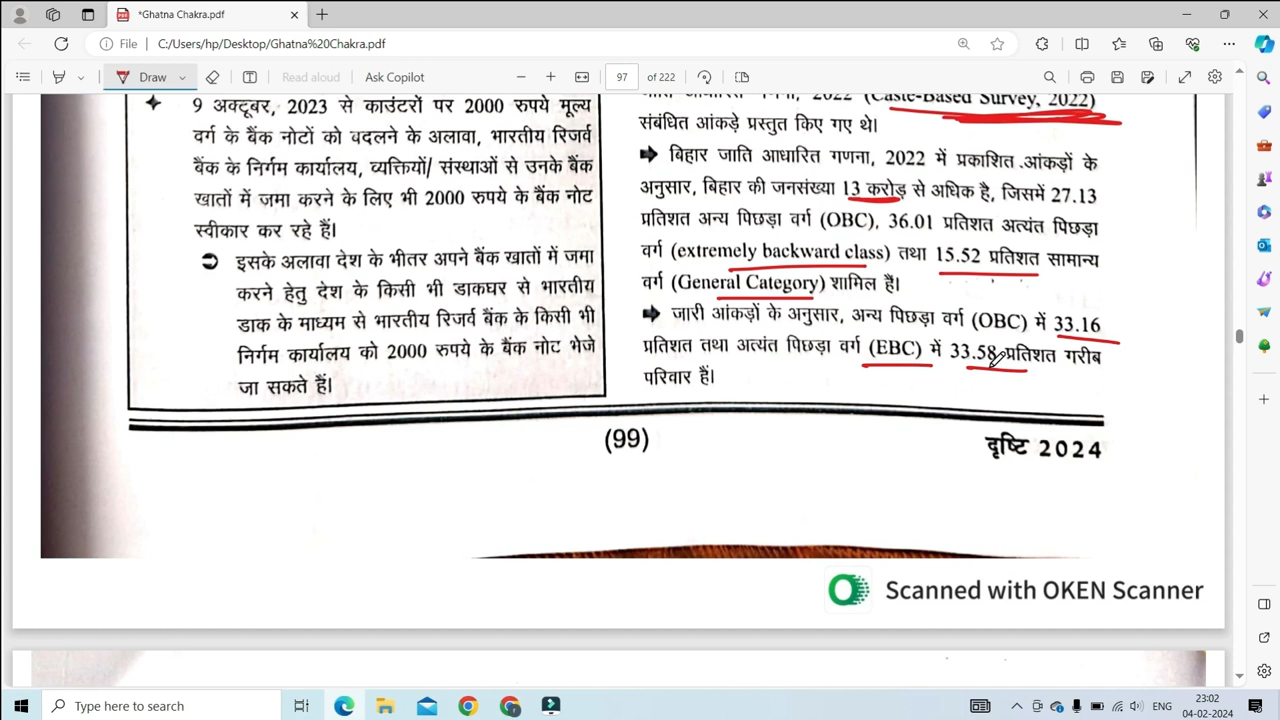 *Ghatna Chakra.pdf
File
C:/Users/hp/Desktop/Ghatna%20Chakra.pdf
Draw
Read aloud
Ask Copilot
97
of 222
9 अक्टूबर, 2023 से काउंटरों पर 2000 रुपये मूल्य
वर्ग के बैंक नोटों को बदलने के अलावा, भारतीय रिजर्व
बैंक के निर्गम कार्यालय, व्यक्तियों/ संस्थाओं से उनके बैंक
खातों में जमा करने के लिए भी 2000 रुपये के बैंक नोट
स्वीकार कर रहे हैं।
इसके अलावा देश के भीतर अपने बैंक खातों में जमा
करने हेतु देश के किसी भी डाकघर से भारतीय
डाक के माध्यम से भारतीय रिजर्व बैंक के किसी भी
निर्गम कार्यालय को 2000 रुपये के बैंक नोट भेजे
जा सकते हैं।
2022 (Caste-Based Survey, 2022)
संबंधित आंकड़े प्रस्तुत किए गए थे।
बिहार जाति आधारित गणना, 2022 में प्रकाशित आंकड़ों के
अनुसार, बिहार की जनसंख्या 13 करोड़ से अधिक है, जिसमें 27.13
प्रतिशत अन्य पिछड़ा वर्ग (OBC), 36.01 प्रतिशत अत्यंत पिछड़ा
वर्ग (extremely backward class) तथा 15.52 प्रतिशत सामान्य
वर्ग (General Category) शामिल हैं।
जारी आंकड़ों के अनुसार, अन्य पिछड़ा वर्ग (OBC) में 33.16
प्रतिशत तथा अत्यंत पिछड़ा वर्ग (EBC) में 33.58 प्रतिशत गरीब
परिवार हैं।
(99)
दृष्टि 2024
Scanned with OKEN Scanner
Type here to search
ENG
23:02
04-02-2024